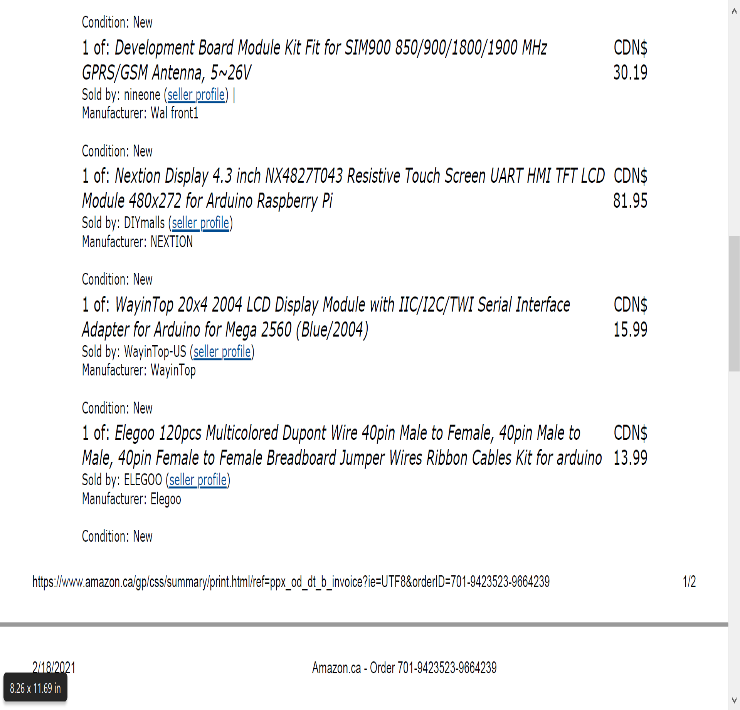 Condition: New
1 of: Development Board Module Kit Fit for SIM900 850/900/1800/1900 MHz CDN$
GPRS/GSM Antenna, 5~26V 30.19
Sold by: nineone (seller profile) |
Manufacturer: Wal front1
Condition: New
1 of: Nextion Display 4.3 inch NX4827T043 Resistive Touch Screen UART HMI TFT LCD CDN$
Module 480x272 for Arduino Raspberry Pi 81.95
Sold by: DIYmalls (seller profile)
Manufacturer: NEXTION
Condition: New
1 of: WayinTop 20x4 2004 LCD Display Module with IIC/I2C/TWI Serial Interface CDN$
Adapter for Arduino for Mega 2560 (Blue/2004) 15.99
Sold by: WayinTop-US (seller profile)
Manufacturer: WayinTop
Condition: New
1 of: Elegoo 120pcs Multicolored Dupont Wire 40pin Male to Female, 40pin Male to CDN$
Male, 40pin Female to Female Breadboard Jumper Wires Ribbon Cables Kit for arduino 13.99
Sold by: ELEGOO (seller profile)
Manufacturer: Elegoo
Condition: New
https://www.amazon.ca/gp/css/summary/print.html/ref=ppx_od_dt_b_invoice?ie=UTF8&orderID=701-9423523-9664239 1/2
2/18/2021 Amazon.ca - Order 701-9423523-9664239
8.26 x 11.69 in